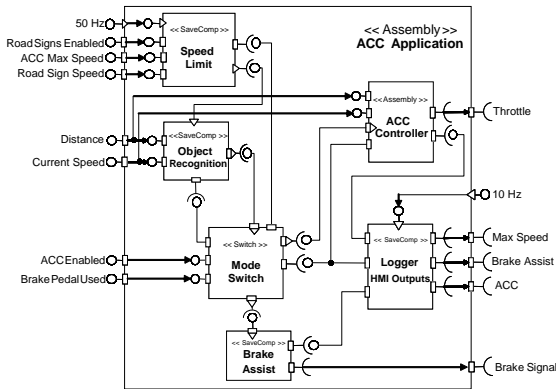 50 Hz
Road Signs Enabled
ACC Max Speed
Road Sign Speed
<< SaveComp >>
Speed
Limit
<< Assembly >>
ACC Application
<<Assembly >>
ACC
Controller
Throttle
Distance
Current Speed
<<SaveComp >>
Object
Recognition
10 Hz
ACC Enabled
Brake Pedal Used
<< Switch >>
Mode
Switch
<< SaveComp >>
Logger
HMI Outputs
Max Speed
Brake Assist
ACC
<< SaveComp >>
Brake
Assist
Brake Signal